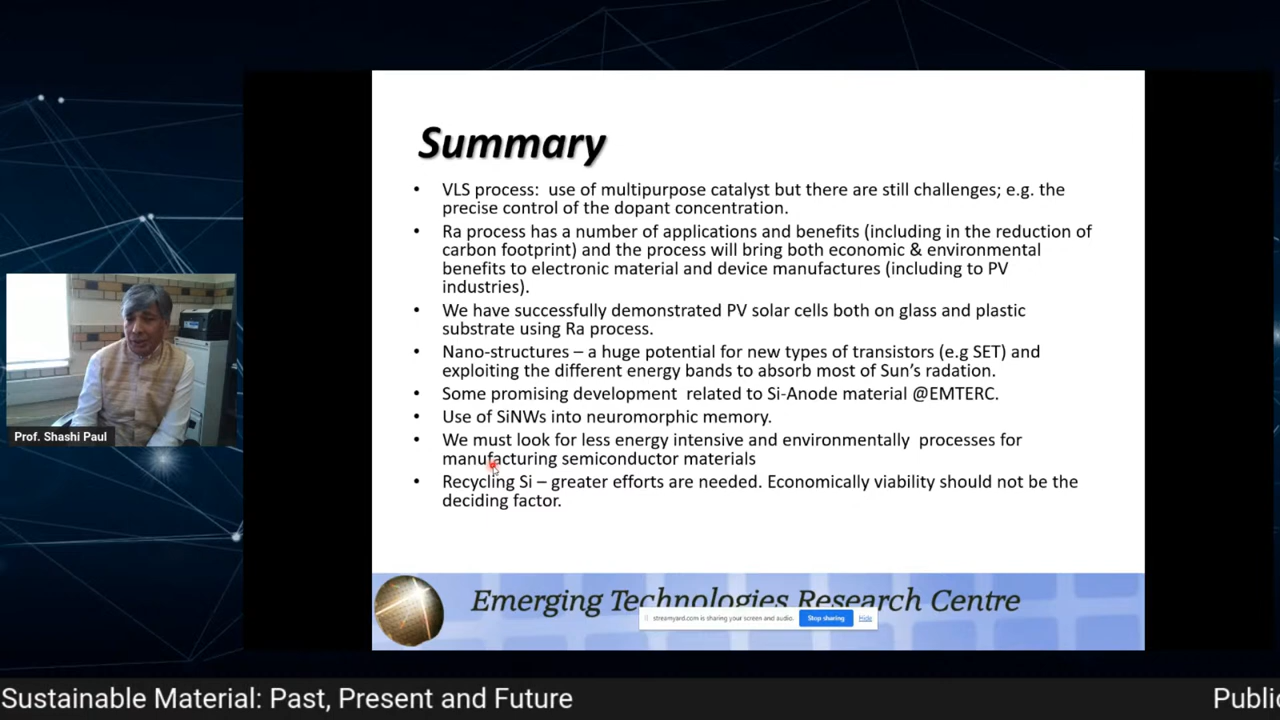 Summary
• VLS process: use of multipurpose catalyst but there are still challenges; e.g. the
precise control of the dopant concentration.
• Ra process has a number of applications and benefits (including in the reduction of
carbon footprint) and the process will bring both economic & environmental
benefits to electronic material and device manufactures (including to PV
industries).
• We have successfully demonstrated PV solar cells both on glass and plastic
substrate using Ra process.
• Nano-structures – a huge potential for new types of transistors (e.g SET) and
exploiting the different energy bands to absorb most of Sun's radation.
• Some promising development related to Si-Anode material @EMTERC.
• Use of SiNWs into neuromorphic memory.
• We must look for less energy intensive and environmentally processes for
manufacturing semiconductor materials
• Recycling Si – greater efforts are needed. Economically viability should not be the
deciding factor.
Prof. Shashi Paul
Emerging Technologies Research Centre
streamyard.com is sharing your screen and audio. Stop sharing Hide
Sustainable Material: Past, Present and Future Public